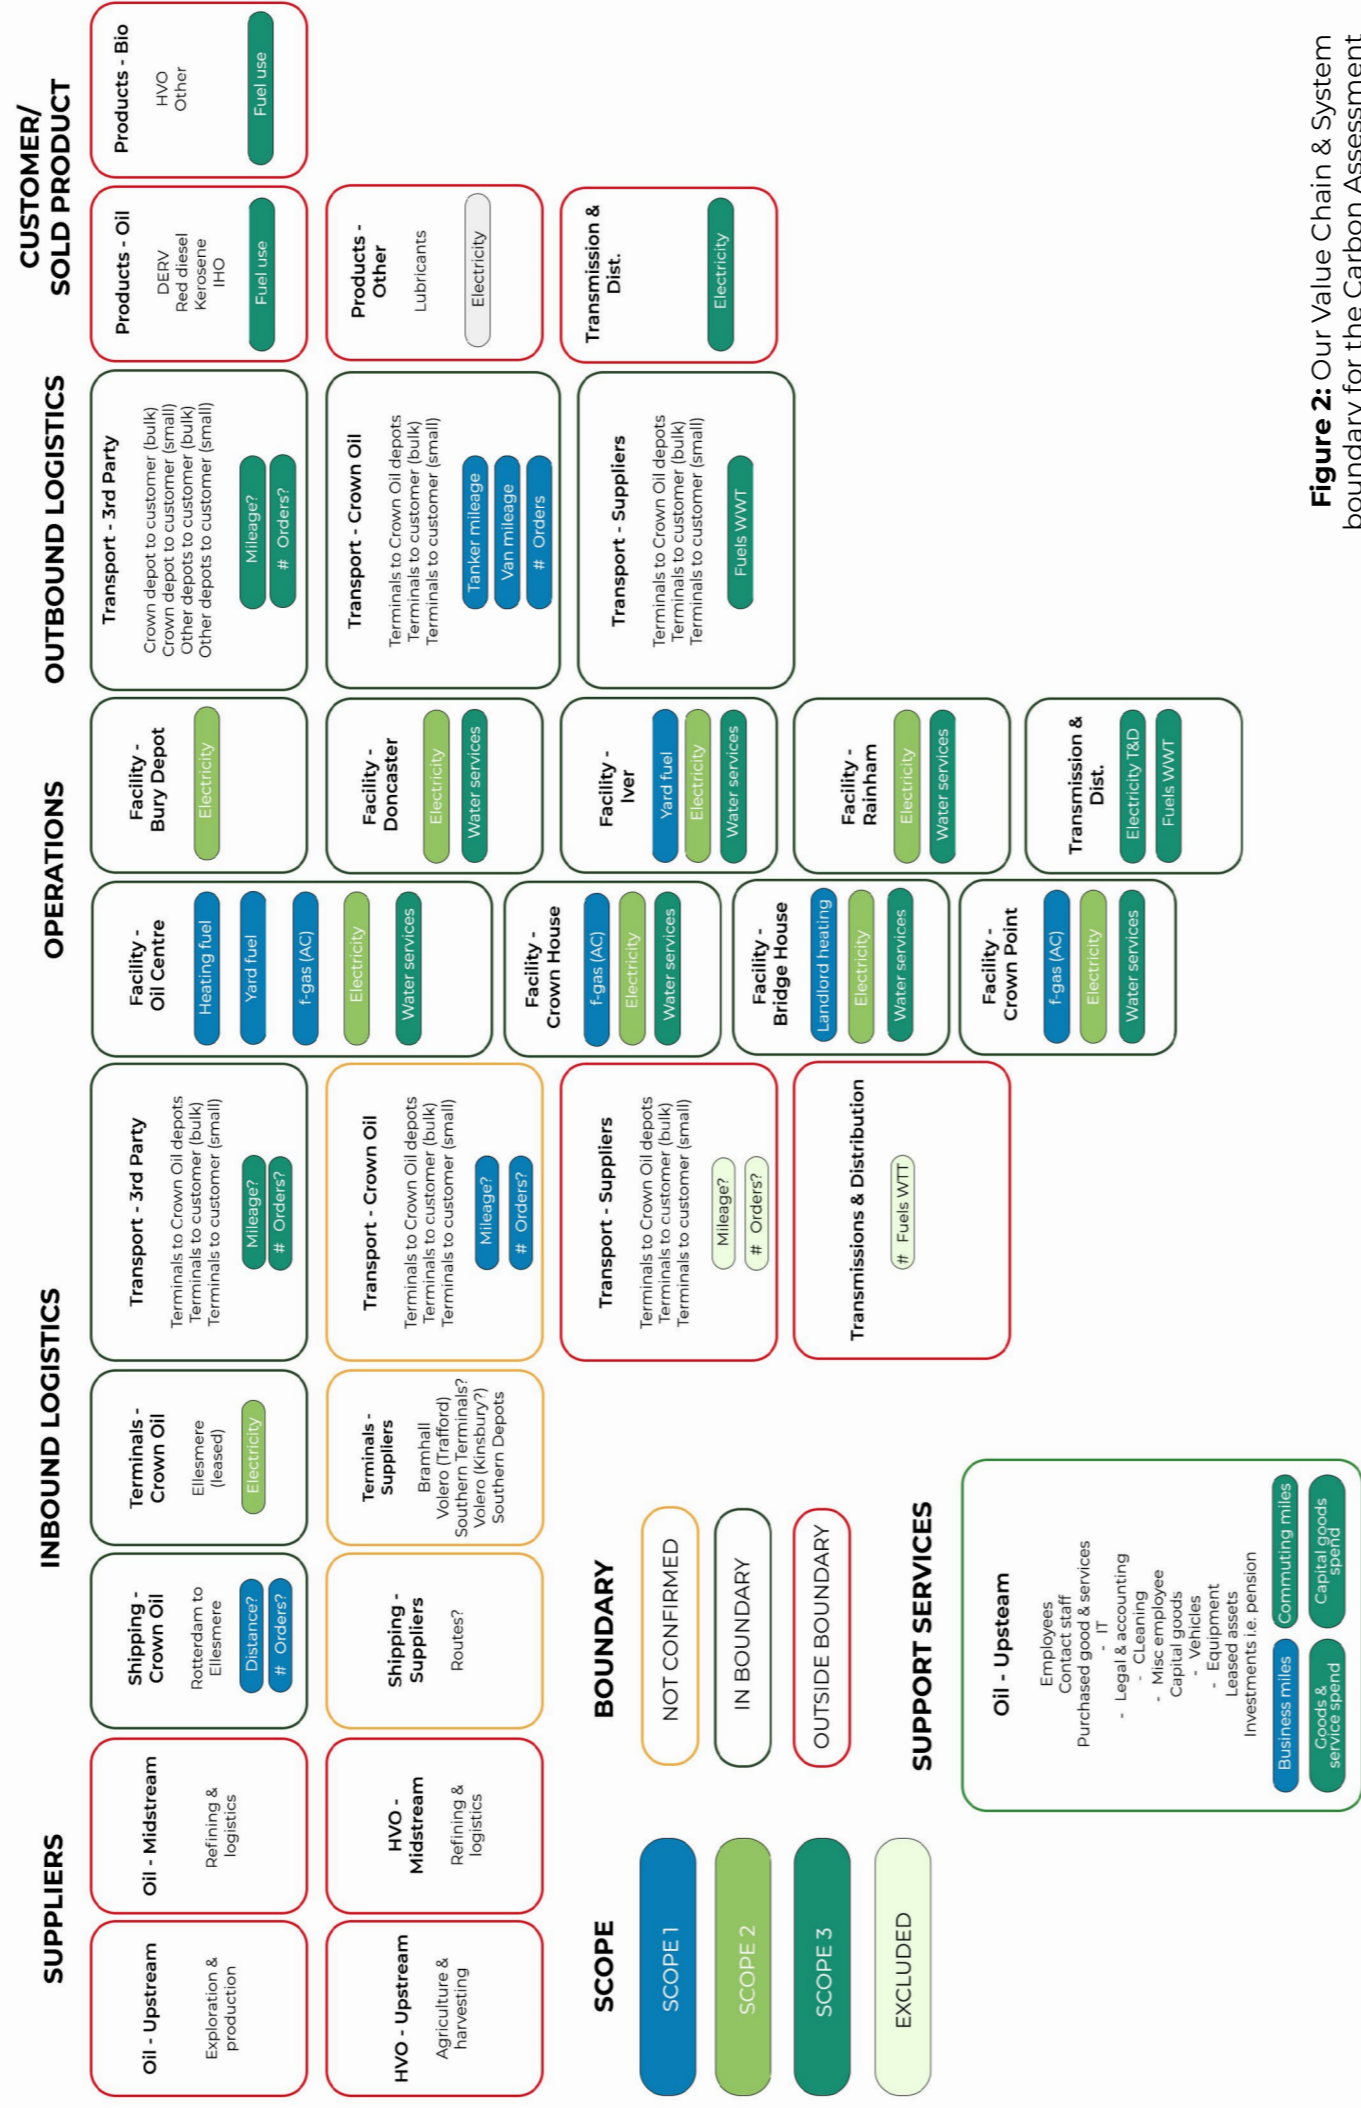 SUPPLIERS
Oil - Upstream
Exploration &
production
Oil - Midstream
Refining &
logistics
HVO - Upstream
Agriculture &
harvesting
HVO -
Midstream
Refining &
logistics
INBOUND LOGISTICS
Shipping -
Crown Oil
Rotterdam to
Ellesmere
Distance?
# Orders?
Terminals -
Crown Oil
Ellesmere
(leased)
Electricity
Transport - 3rd Party
Terminals to Crown Oil depots
Terminals to customer (bulk)
Terminals to customer (small)
Mileage?
# Orders?
Shipping -
Suppliers
Routes?
Terminals -
Suppliers
Bramhall
Volero (Trafford)
Southern Terminals?
Volero (Kinsbury?)
Southern Depots
Transport - Crown Oil
Terminals to Crown Oil depots
Terminals to customer (bulk)
Terminals to customer (small)
Mileage?
# Orders?
Transport - Suppliers
Terminals to Crown Oil depots
Terminals to customer (bulk)
Terminals to customer (small)
Mileage?
# Orders?
Transmissions & Distribution
# Fuels WTT
OPERATIONS
Facility -
Oil Centre
Heating fuel
Yard fuel
f-gas (AC)
Electricity
Water services
Facility -
Crown House
f-gas (AC)
Electricity
Water services
Facility -
Bridge House
Landlord heating
Electricity
Water services
Facility -
Crown Point
f-gas (AC)
Electricity
Water services
Facility -
Bury Depot
Electricity
Facility -
Doncaster
Electricity
Water services
Facility -
Iver
Yard fuel
Electricity
Water services
Facility -
Rainham
Electricity
Water services
Transmission &
Dist.
Electricity T&D
Fuels WWT
OUTBOUND LOGISTICS
Transport - 3rd Party
Crown depot to customer (bulk)
Crown depot to customer (small)
Other depots to customer (bulk)
Other depots to customer (small)
Mileage?
# Orders?
Transport - Crown Oil
Terminals to Crown Oil depots
Terminals to customer (bulk)
Terminals to customer (small)
Tanker mileage
Van mileage
# Orders
Transport - Suppliers
Terminals to Crown Oil depots
Terminals to customer (bulk)
Terminals to customer (small)
Fuels WWT
CUSTOMER/
SOLD PRODUCT
Products - Oil
DERV
Red diesel
Kerosene
IHO
Fuel use
Products - Bio
HVO
Other
Fuel use
Products -
Other
Lubricants
Electricity
Transmission &
Dist.
Electricity
SCOPE
SCOPE 1
SCOPE 2
SCOPE 3
EXCLUDED
BOUNDARY
NOT CONFIRMED
IN BOUNDARY
OUTSIDE BOUNDARY
SUPPORT SERVICES
Oil - Upsteam
Employees
Contact staff
Purchased good & services
- IT
- Legal & accounting
- CLeaning
- Misc employee
Capital goods
- Vehicles
- Equipment
Leased assets
Investments i.e. pension
Business miles
Commuting miles
Goods &
service spend
Capital goods
spend
Figure 2: Our Value Chain & System
boundary for the Carbon Assessment